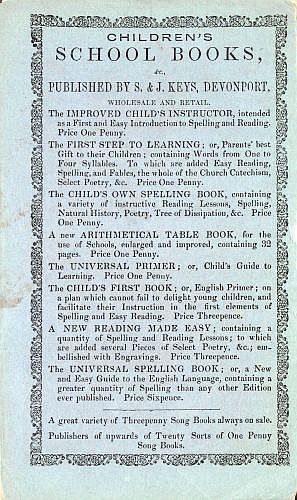 CHILDREN'S
SCHOOL BOOKS,
&c.,
PUBLISHED BY S. & J. KEYS, DEVONPORT,
WHOLESALE AND RETAIL.
The IMPROVED CHILD'S INSTRUCTOR, intended
as a First and Easy Introduction to Spelling and Reading.
Price One Penny.
The FIRST STEP TO LEARNING; or, Parents' best
Gift to their Children; containing Words from One to
Four Syllables. To which are added Easy Reading,
Spelling, and Fables, the whole of the Church Catechism,
Select Poetry, &c. Price One Penny.
The CHILD'S OWN SPELLING BOOK, containing
a variety of instructive Reading Lessons, Spelling,
Natural History, Poetry, Tree of Dissipation, &c. Price
One Penny.
A new ARITHMETICAL TABLE BOOK, for the
use of Schools, enlarged and improved, containing 32
pages. Price One Penny.
The UNIVERSAL PRIMER; or, Child's Guide to
Learning. Price One Penny.
The CHILD'S FIRST BOOK; or, English Primer; on
a plan which cannot fail to delight young children, and
facilitate their Instruction in the first elements of
Spelling and Easy Reading. Price Threepence.
A NEW READING MADE EASY; containing a
quantity of Spelling and Reading Lessons; to which
are added several Pieces of Select Poetry, &c.; em-
bellished with Engravings. Price Threepence.
The UNIVERSAL SPELLING BOOK; or, a New
and Easy Guide to the English Language, containing a
greater quantity of Spelling than any other Edition
ever published. Price Sixpence.
A great variety of Threepenny Song Books always on sale.
Publishers of upwards of Twenty Sorts of One Penny
Song Books.